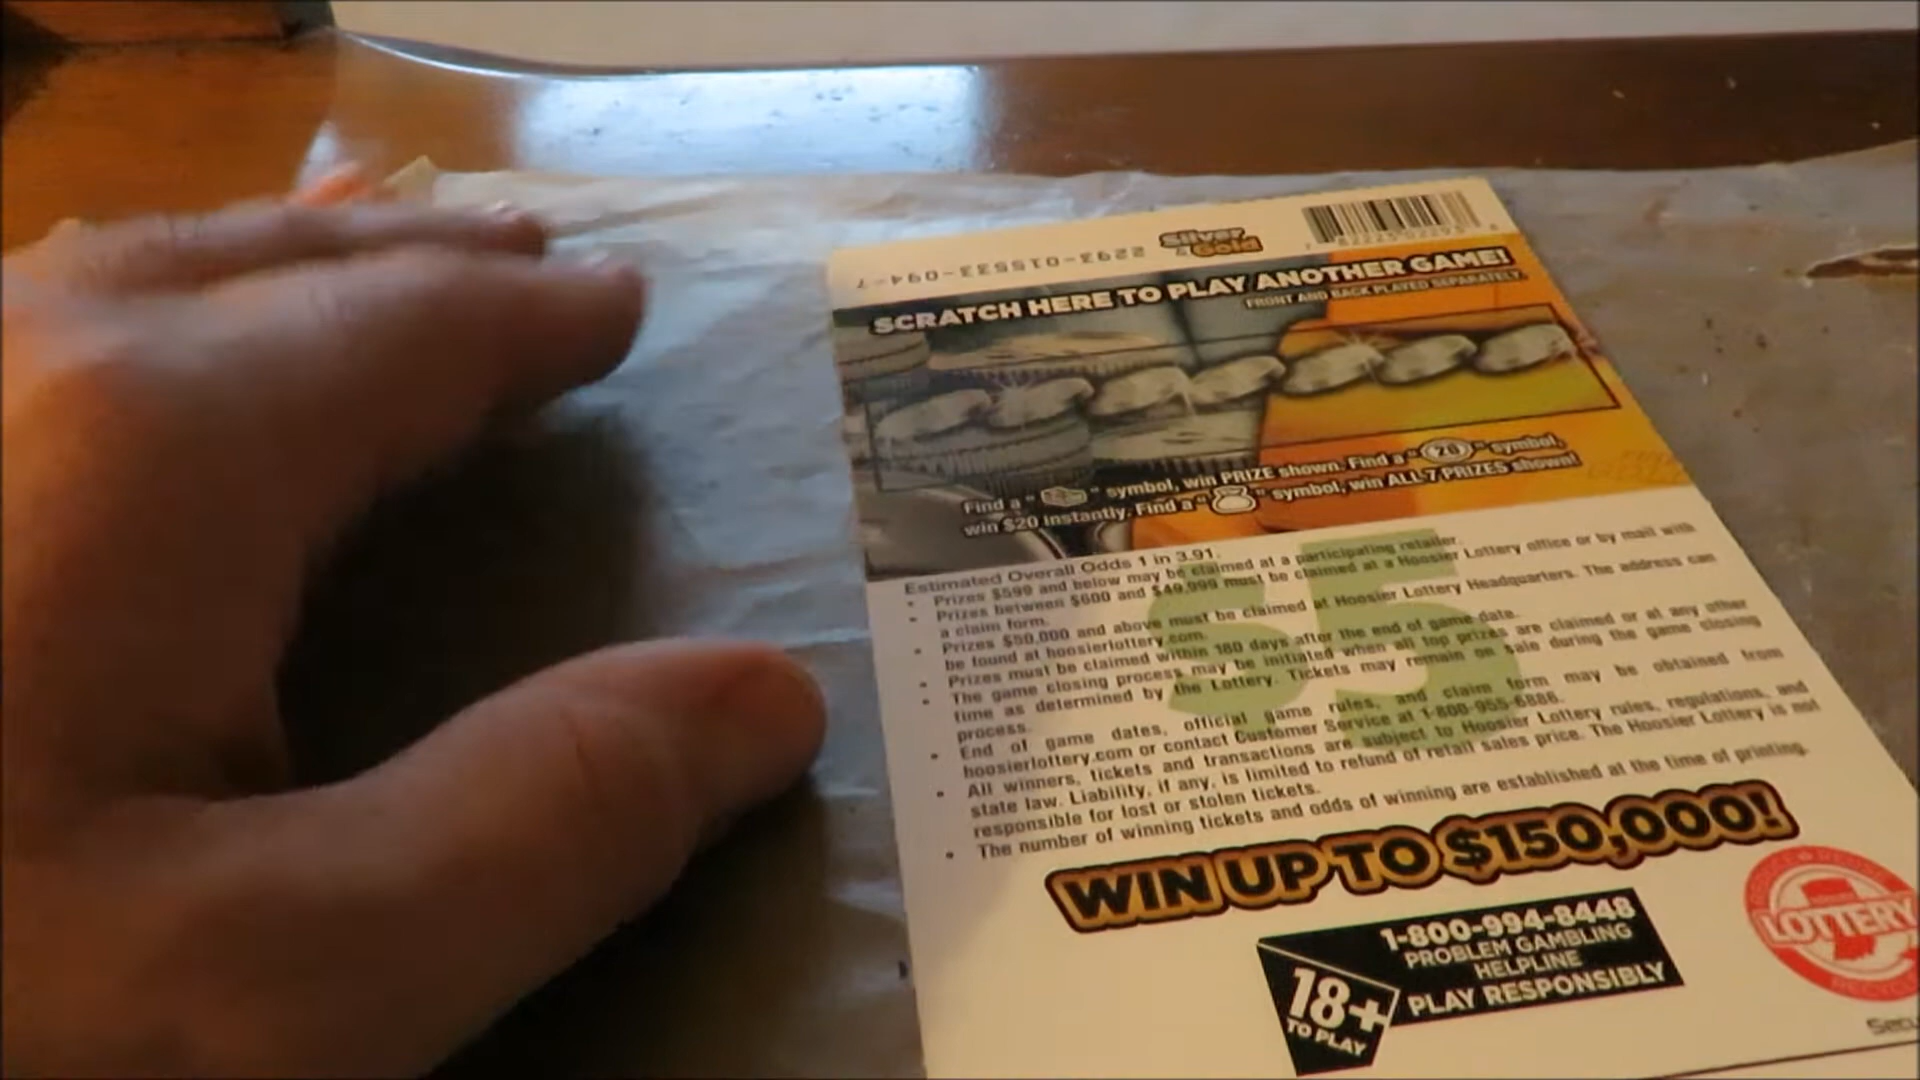 2293-015533-094-7
Silver
7 Gold
SCRATCH HERE TO PLAY ANOTHER GAME!
FRONT AND BACK PLAYED SEPARATELY.
Find a " " symbol, win PRIZE shown. Find a " 20 " symbol,
win $20 instantly. Find a " " symbol, win ALL 7 PRIZES shown!
$5
Estimated Overall Odds 1 in 3.91.
• Prizes $599 and below may be claimed at a participating retailer.
• Prizes between $600 and $49,999 must be claimed at a Hoosier Lottery office or by mail with
a claim form.
• Prizes $50,000 and above must be claimed at Hoosier Lottery Headquarters. The address can
be found at hoosierlottery.com.
• Prizes must be claimed within 180 days after the end of game date.
• The game closing process may be initiated when all top prizes are claimed or at any other
time as determined by the Lottery. Tickets may remain on sale during the game closing
process.
• End of game dates, official game rules, and claim form may be obtained from
hoosierlottery.com or contact Customer Service at 1-800-955-6886.
• All winners, tickets and transactions are subject to Hoosier Lottery rules, regulations, and
state law. Liability, if any, is limited to refund of retail sales price. The Hoosier Lottery is not
responsible for lost or stolen tickets.
• The number of winning tickets and odds of winning are established at the time of printing.
WIN UP TO $150,000!
1-800-994-8448
PROBLEM GAMBLING
HELPLINE
PLAY RESPONSIBLY
18+
TO PLAY
LOTTERY